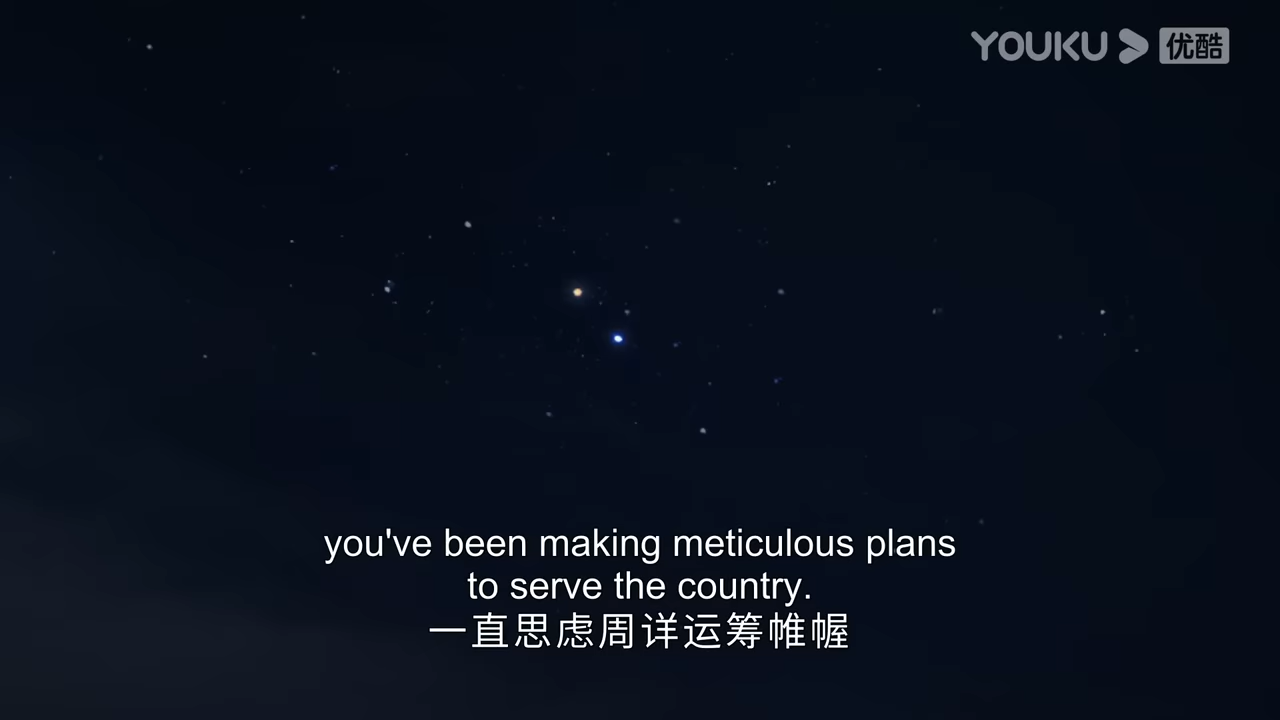 YOUKU 优酷
you've been making meticulous plans
to serve the country.
一直思虑周详运筹帷幄